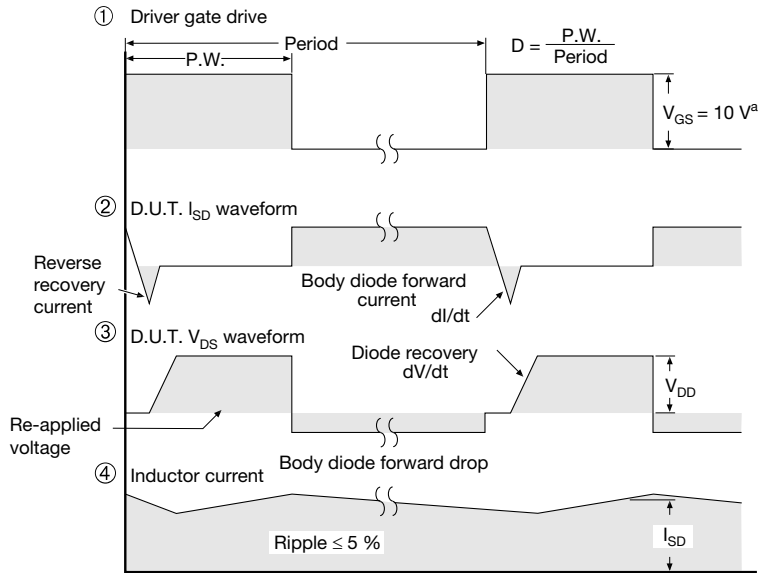 ① Driver gate drive
Period
P.W.
D = P.W.
Period
V_GS = 10 V^a
② D.U.T. I_SD waveform
Reverse
recovery
current
Body diode forward
current
dI/dt
③ D.U.T. V_DS waveform
Diode recovery
dV/dt
V_DD
Re-applied
voltage
Body diode forward drop
④ Inductor current
Ripple ≤ 5 %
I_SD